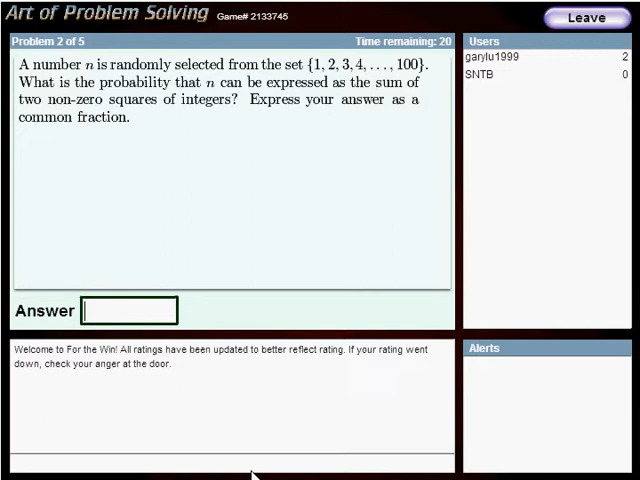 Art of Problem Solving Game# 2133745 Leave
Problem 2 of 5 Time remaining: 20
A number n is randomly selected from the set {1, 2, 3, 4, . . . , 100}.
What is the probability that n can be expressed as the sum of
two non-zero squares of integers? Express your answer as a
common fraction.
Answer
Users
garylu1999 2
SNTB 0
Welcome to For the Win! All ratings have been updated to better reflect rating. If your rating went
down, check your anger at the door.
Alerts